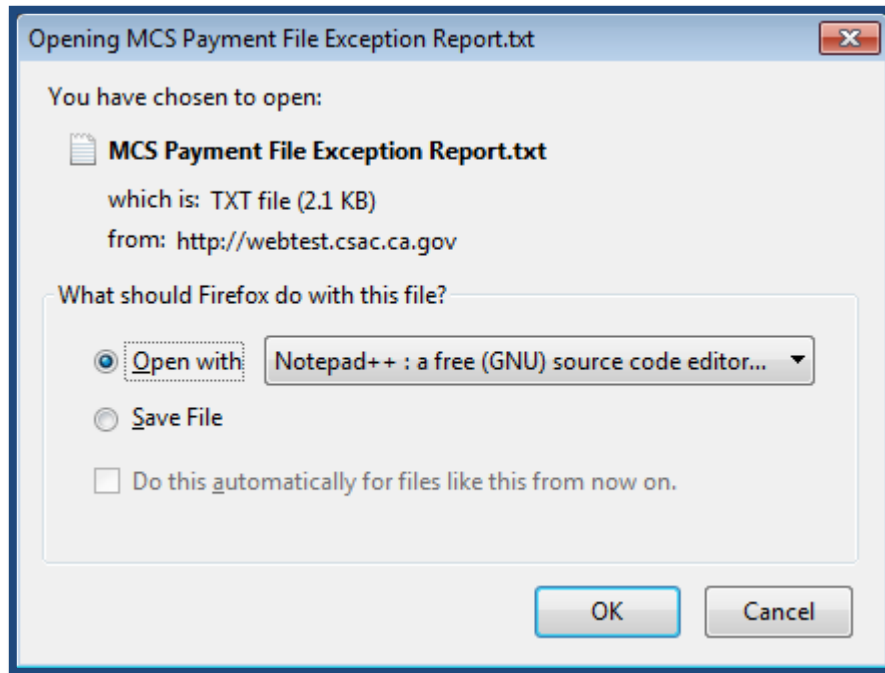 Opening MCS Payment File Exception Report.txt
You have chosen to open:
MCS Payment File Exception Report.txt
which is: TXT file (2.1 KB)
from: http://webtest.csac.ca.gov
What should Firefox do with this file?
Open with Notepad++ : a free (GNU) source code editor...
Save File
Do this automatically for files like this from now on.
OK Cancel